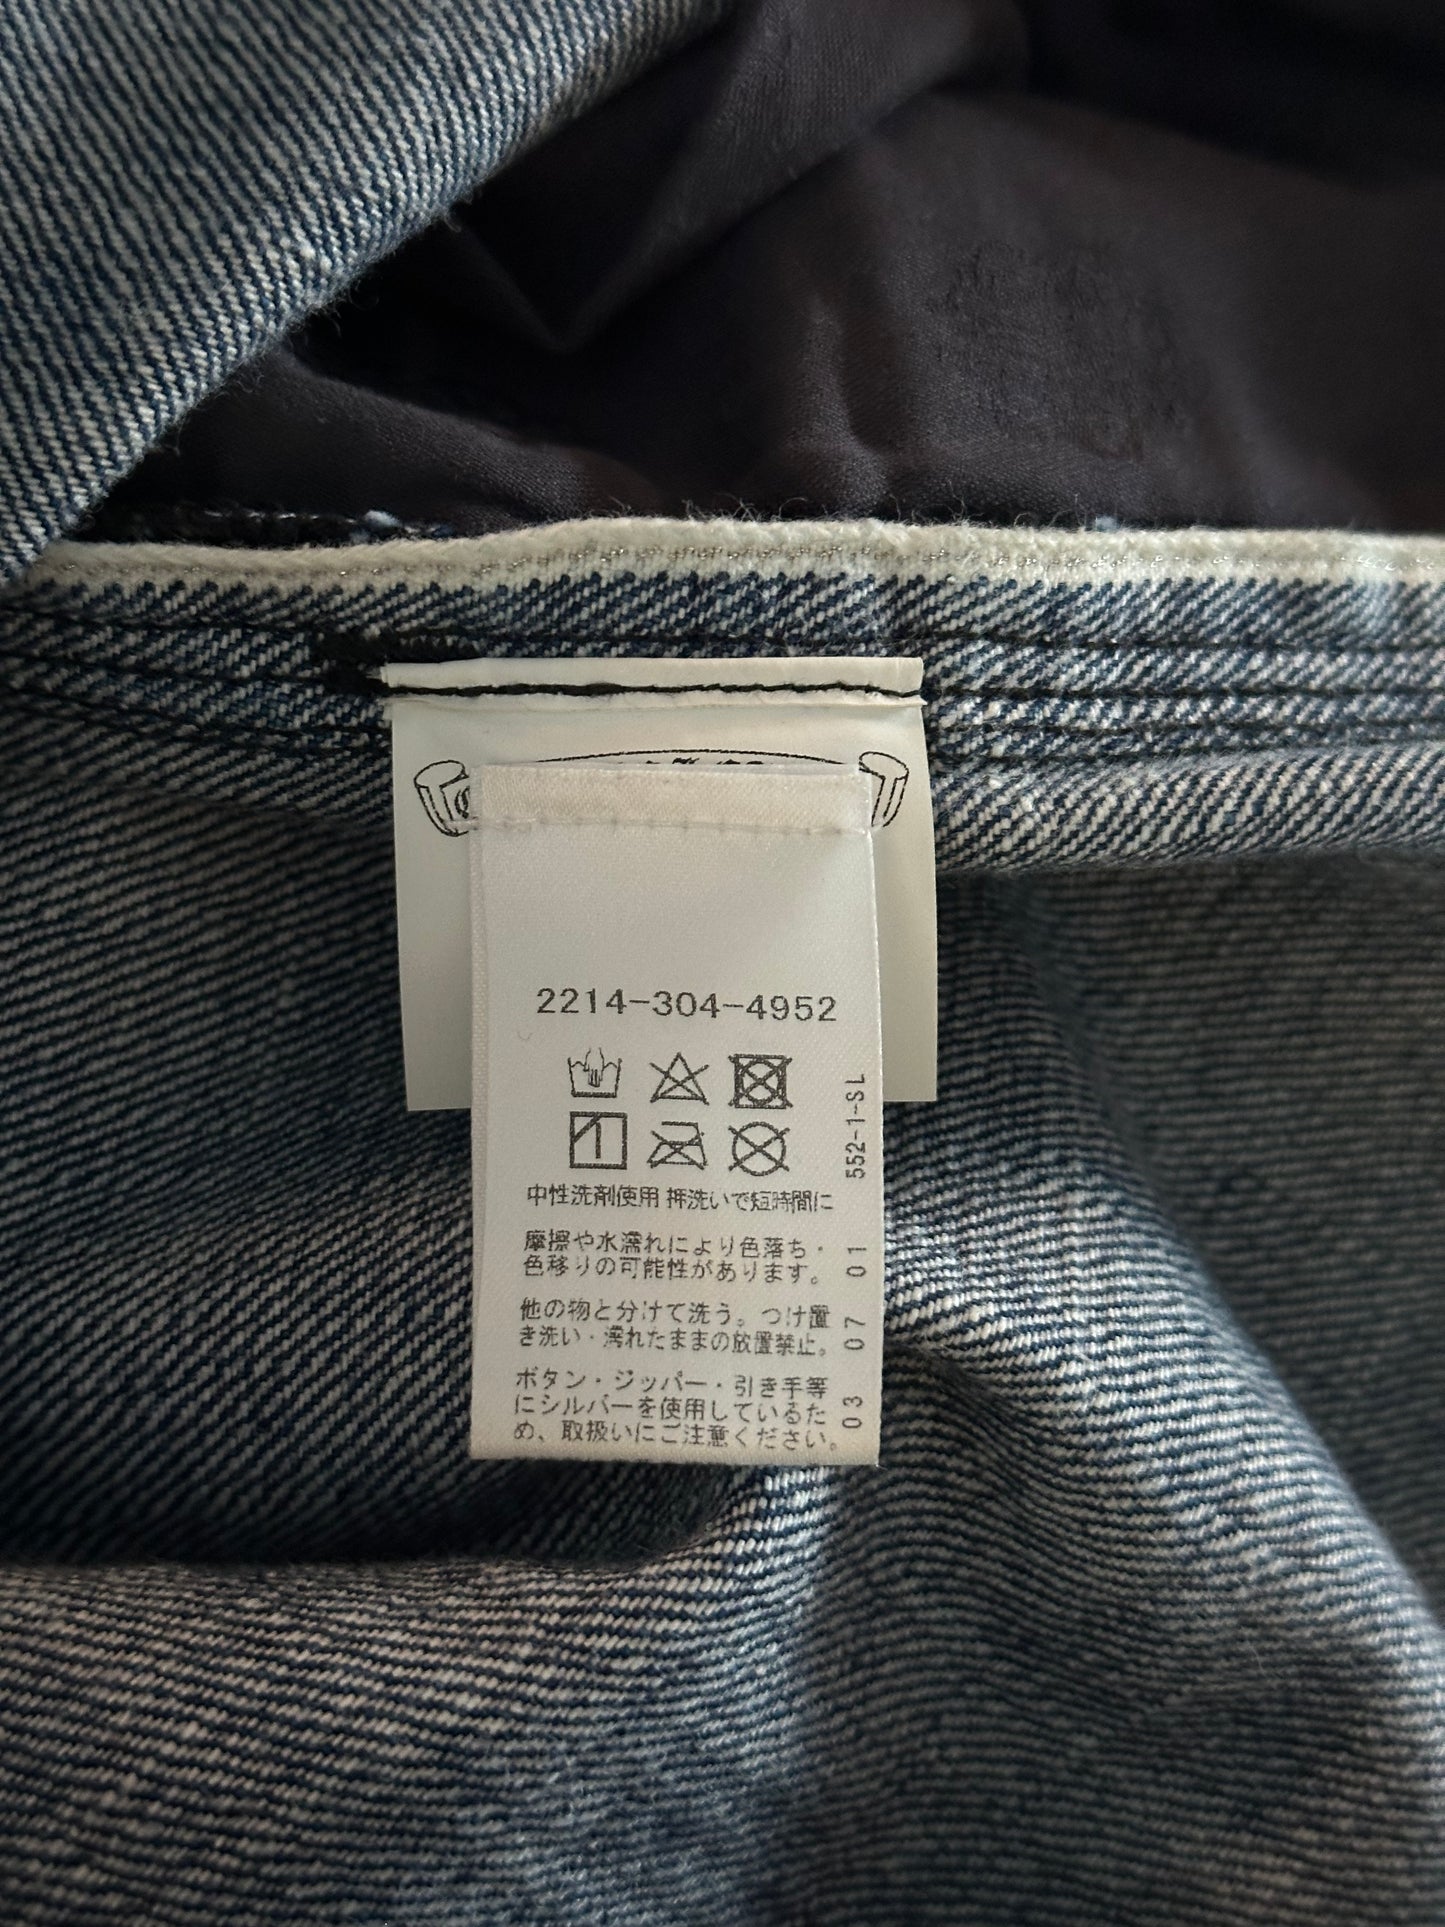 2214-304-4952
中性洗剤使用 押洗いで短時間に
摩擦や水濡れにより色落ち・
色移りの可能性があります。
他の物と分けて洗う。つけ置
き洗い・濡れたままの放置禁止。
ボタン・ジッパー・引き手等
にシルバーを使用しているた
め、取扱いにご注意ください。
552-1-SL
03 07 01